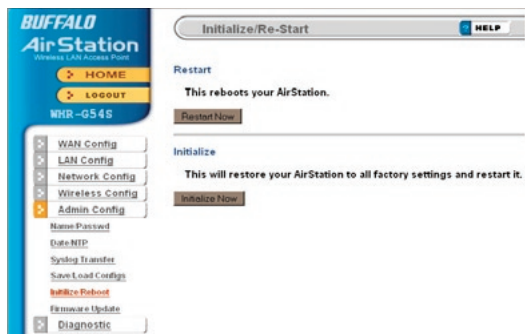 BUFFALO
AirStation
Wireless LAN Access Point
HOME
LOGOUT
WHR-G54S
WAN Config
LAN Config
Network Config
Wireless Config
Admin Config
Name/Passwd
Date/NTP
Syslog Transfer
Save/Load Configs
Initilize/Reboot
Firmware Update
Diagnostic
Initialize/Re-Start
? HELP
Restart
This reboots your AirStation.
Restart Now
Initialize
This will restore your AirStation to all factory settings and restart it.
Initialize Now